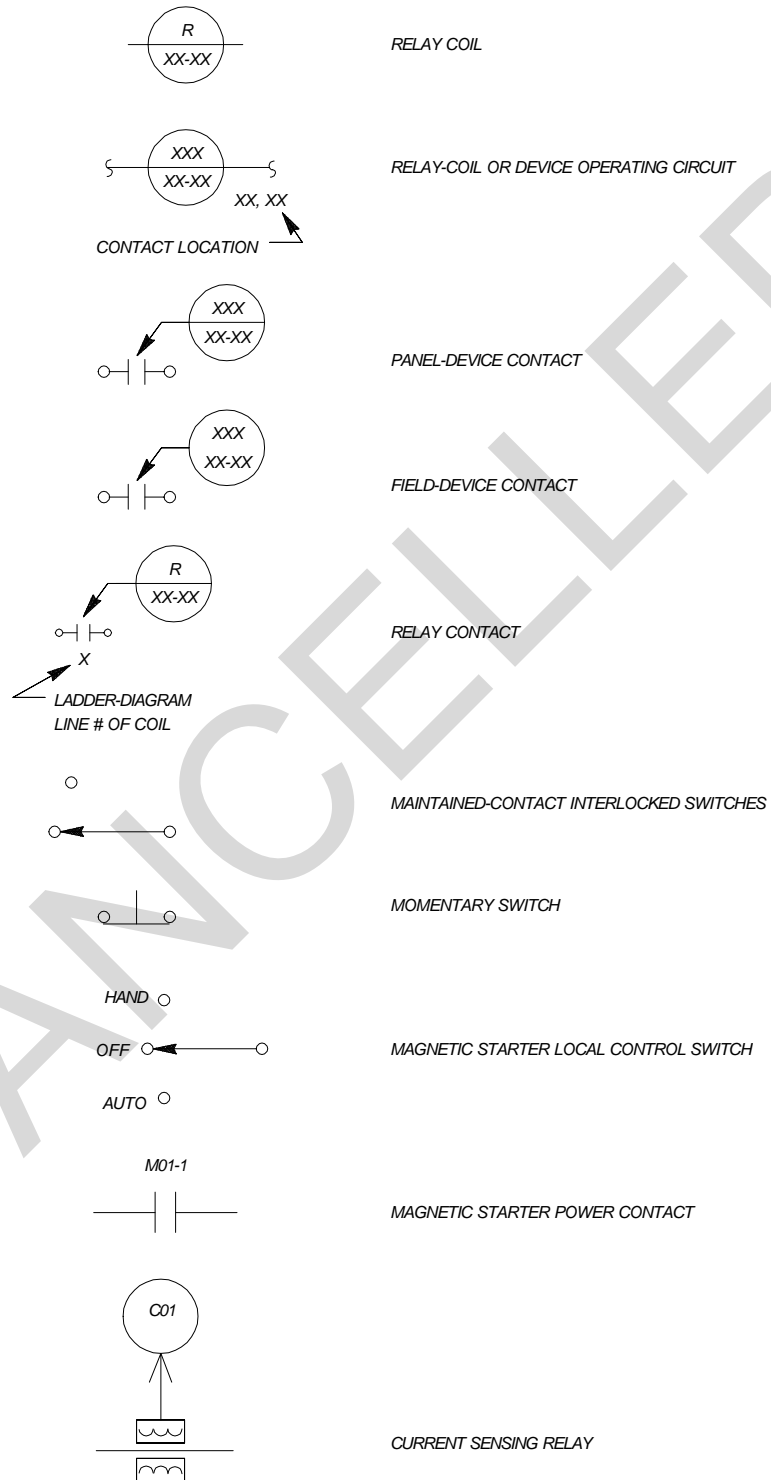 R
XX-XX
RELAY COIL
XXX
XX-XX
XX, XX
RELAY-COIL OR DEVICE OPERATING CIRCUIT
CONTACT LOCATION
XXX
XX-XX
PANEL-DEVICE CONTACT
XXX
XX-XX
FIELD-DEVICE CONTACT
R
XX-XX
RELAY CONTACT
X
LADDER-DIAGRAM
LINE # OF COIL
MAINTAINED-CONTACT INTERLOCKED SWITCHES
MOMENTARY SWITCH
HAND
OFF
MAGNETIC STARTER LOCAL CONTROL SWITCH
AUTO
M01-1
MAGNETIC STARTER POWER CONTACT
C01
CURRENT SENSING RELAY
ANCELLE